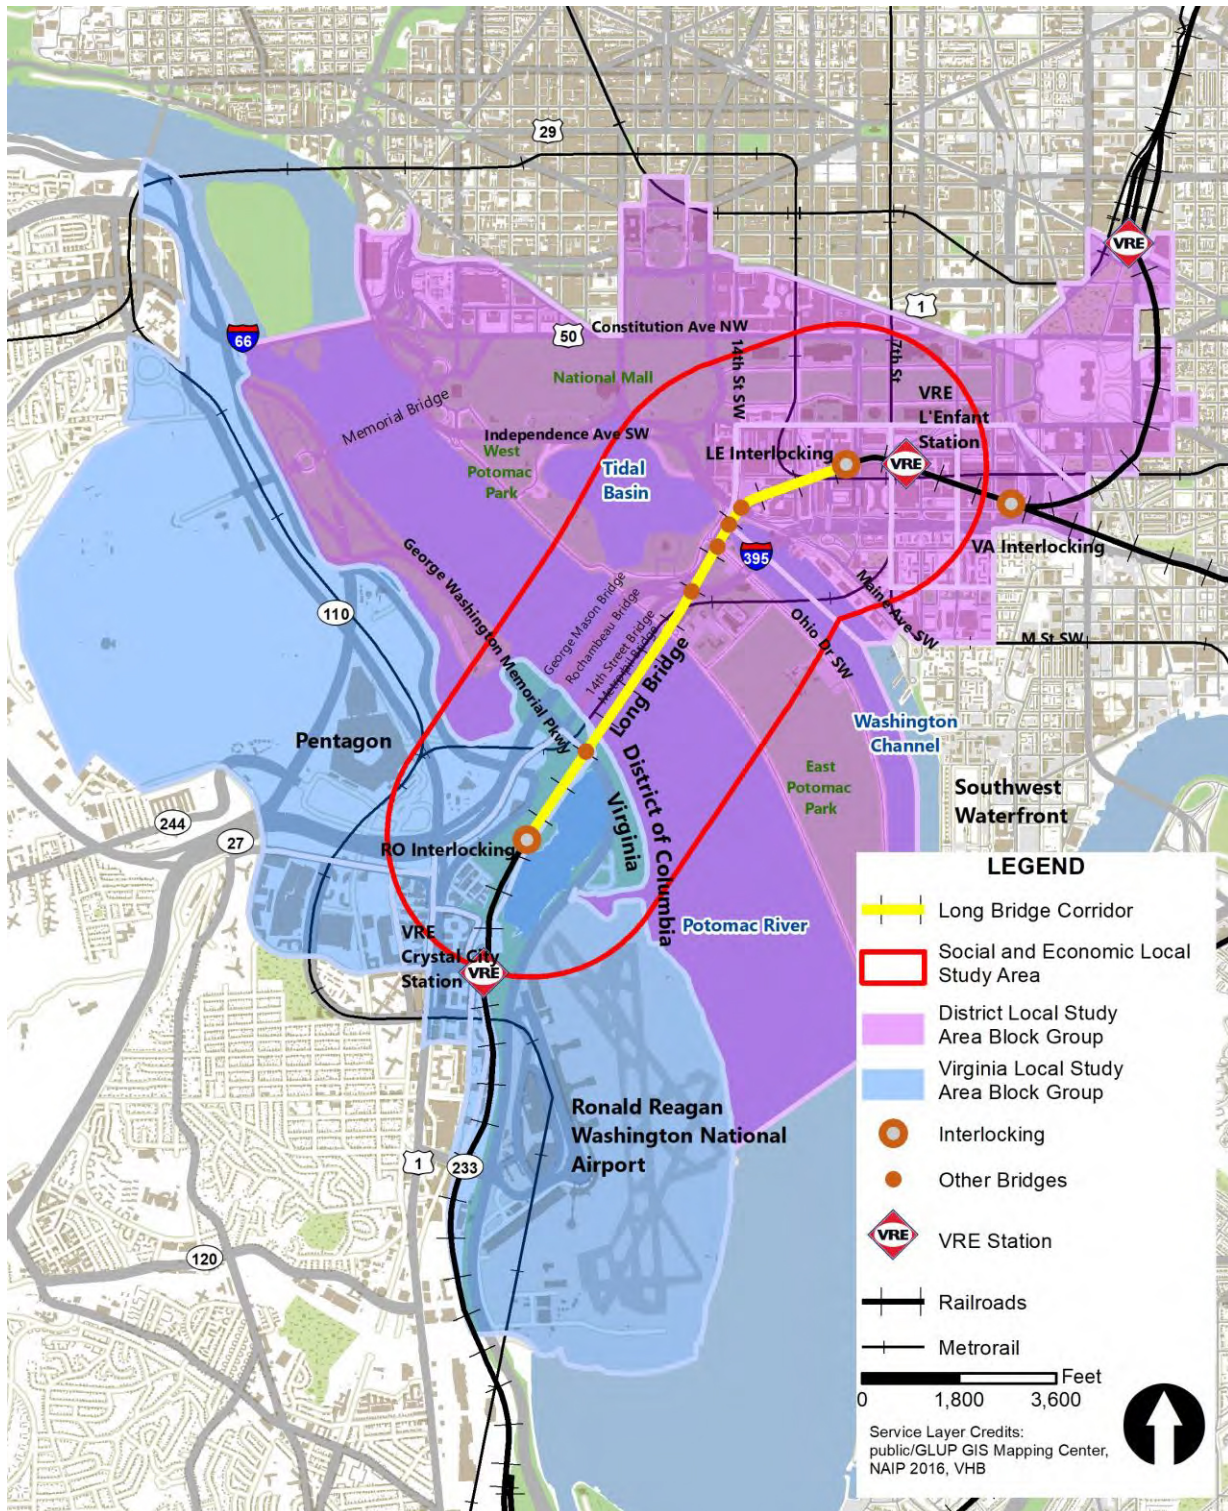 29
VRE
1
66
50
Constitution Ave NW
14th St SW
7th St
National Mall
VRE
L'Enfant
Station
Memorial Bridge
Independence Ave SW
West
Potomac
Park
Tidal
Basin
LE Interlocking
VRE
VA Interlocking
395
George Washington Memorial Pkwy
110
George Mason Bridge
Rochambeau Bridge
14th Street Bridge
Metrorail Bridge
Long Bridge
Maine Ave SW
Ohio Dr SW
M St SW
Washington
Channel
Pentagon
District of Columbia
Virginia
East
Potomac
Park
Southwest
Waterfront
244
27
RO Interlocking
VRE
Crystal City
Station
VRE
Potomac River
Ronald Reagan
Washington National
Airport
1
233
120
LEGEND
Long Bridge Corridor
Social and Economic Local
Study Area
District Local Study
Area Block Group
Virginia Local Study
Area Block Group
Interlocking
Other Bridges
VRE
VRE Station
Railroads
Metrorail
Feet
0 1,800 3,600
Service Layer Credits:
public/GLUP GIS Mapping Center,
NAIP 2016, VHB